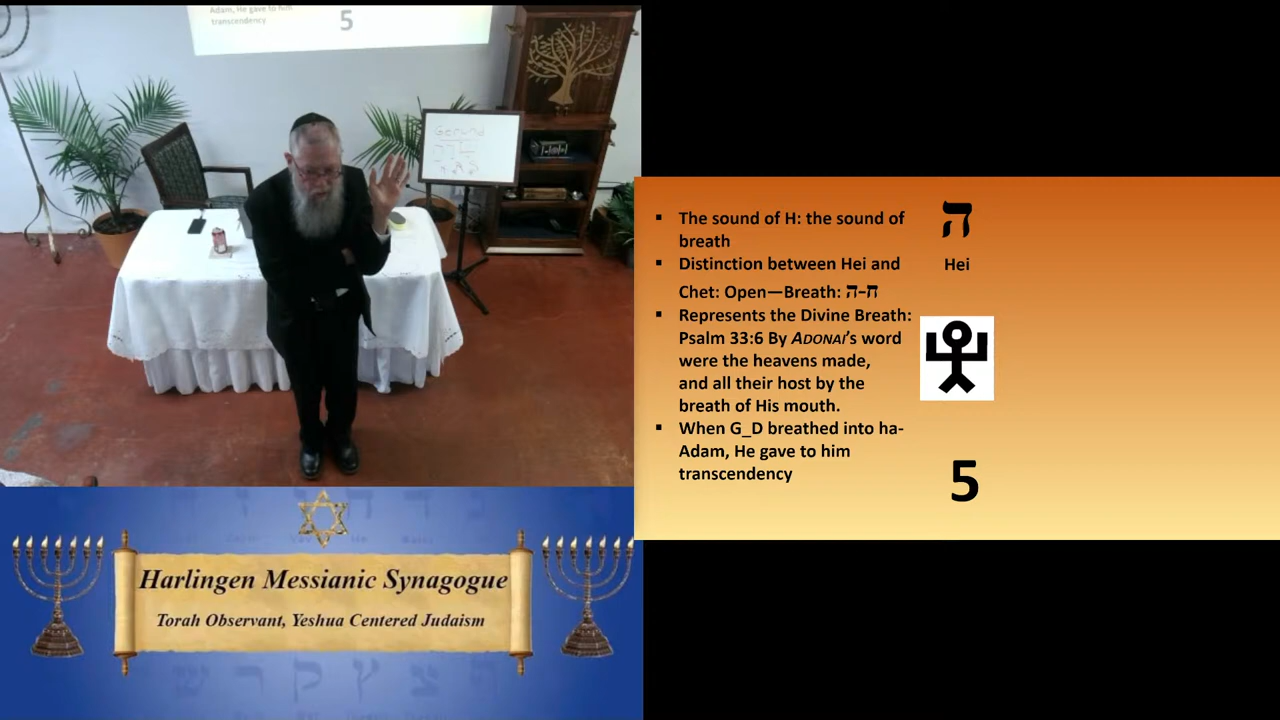 Adam, He gave to him
transcendency
5
Gerund
▪ The sound of H: the sound of
breath
▪ Distinction between Hei and
Chet: Open—Breath: ח-ה
▪ Represents the Divine Breath:
Psalm 33:6 By ADONAI's word
were the heavens made,
and all their host by the
breath of His mouth.
▪ When G_D breathed into ha-
Adam, He gave to him
transcendency
ה
Hei
5
Harlingen Messianic Synagogue
Torah Observant, Yeshua Centered Judaism